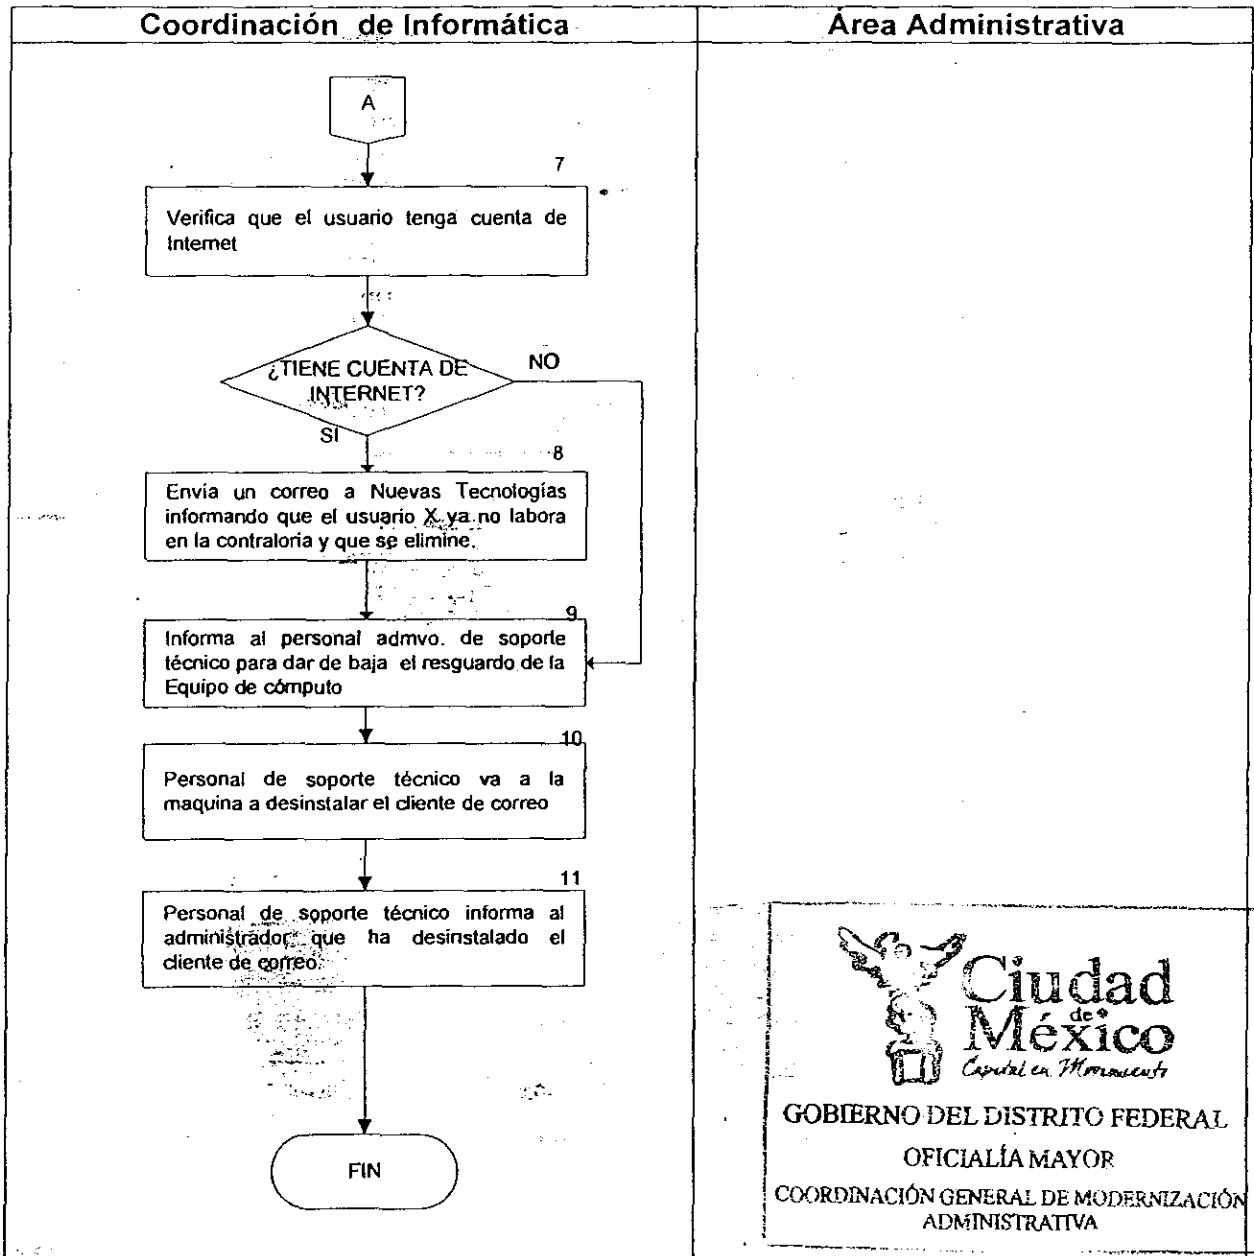 Coordinación de Informática
Área Administrativa
A
7
Verifica que el usuario tenga cuenta de
Internet
¿TIENE CUENTA DE
INTERNET?
NO
SI
8
Envía un correo a Nuevas Tecnologías
informando que el usuario X ya no labora
en la contraloría y que se elimine.
9
Informa al personal admvo. de soporte
técnico para dar de baja el resguardo de la
Equipo de cómputo
10
Personal de soporte técnico va a la
maquina a desinstalar el cliente de correo
11
Personal de soporte técnico informa al
administrador que ha desinstalado el
cliente de correo.
FIN
Ciudad
de
México
Capital en Movimiento
GOBIERNO DEL DISTRITO FEDERAL
OFICIALÍA MAYOR
COORDINACIÓN GENERAL DE MODERNIZACIÓN
ADMINISTRATIVA